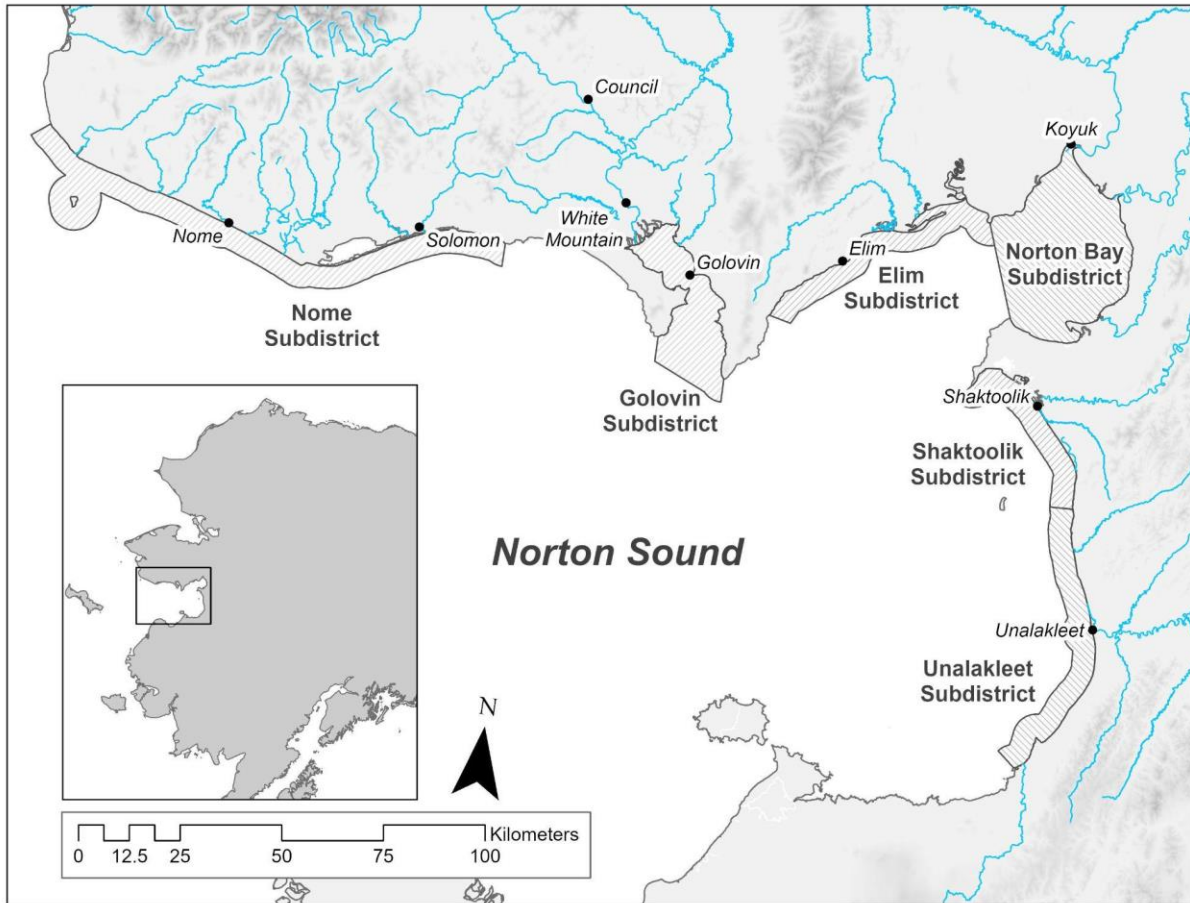 Council
Koyuk
Nome
Solomon
White
Mountain
Golovin
Elim
Norton Bay
Subdistrict
Elim
Subdistrict
Nome
Subdistrict
Golovin
Subdistrict
Shaktoolik
Shaktoolik
Subdistrict
Norton Sound
Unalakleet
Unalakleet
Subdistrict
N
Kilometers
0 12.5 25 50 75 100